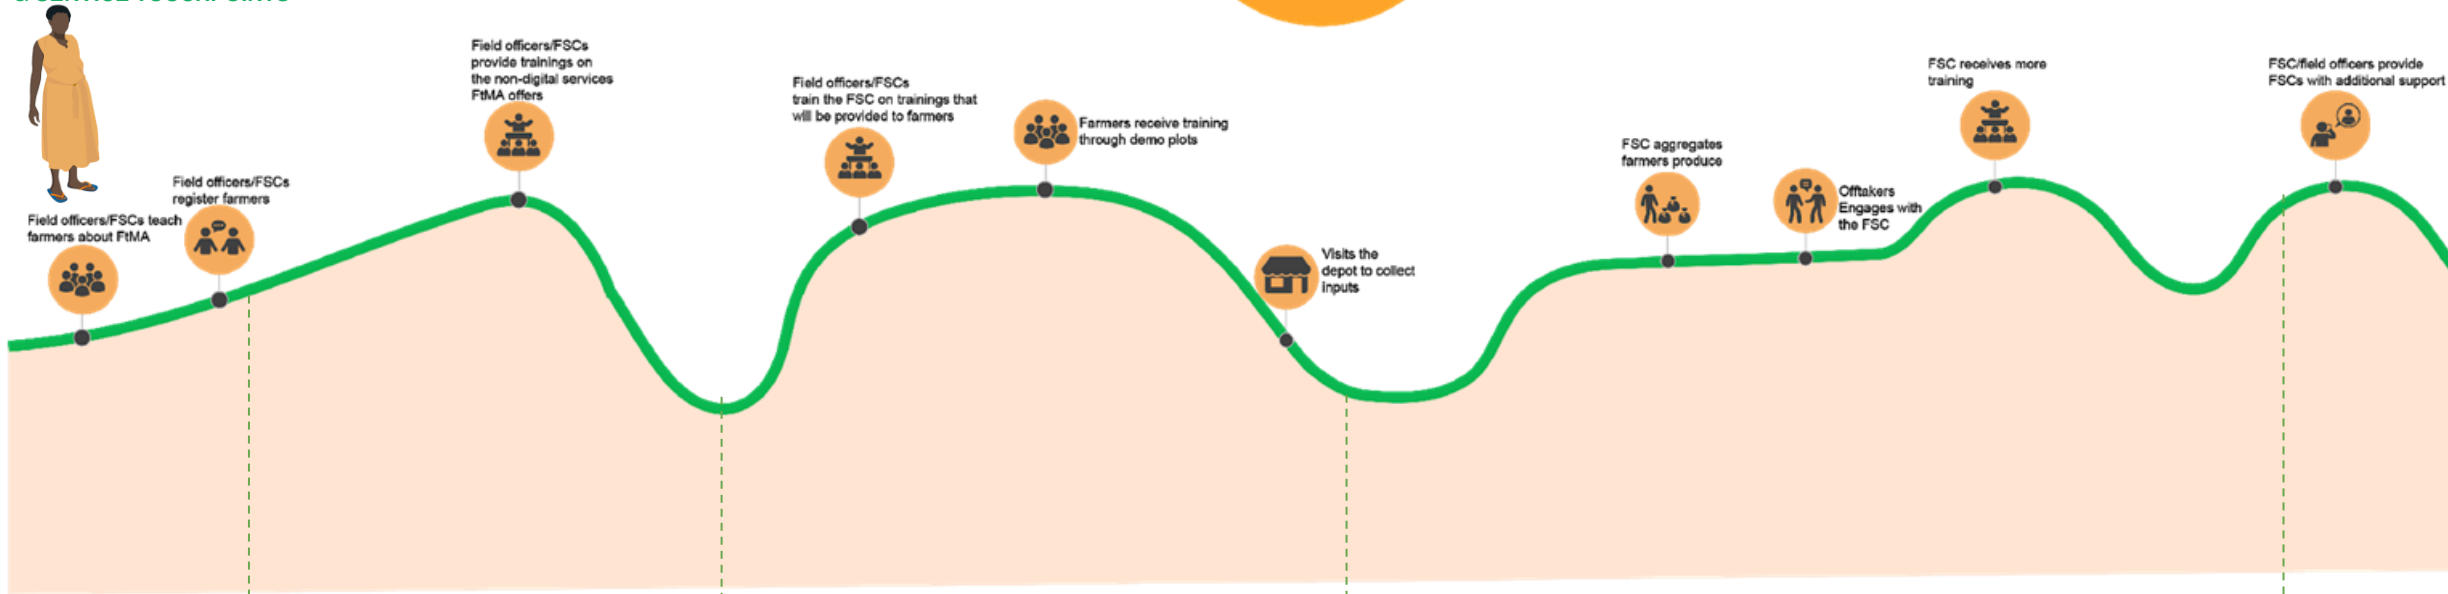 Field officers/FSCs teach
farmers about FtMA
Field officers/FSCs
register farmers
Field officers/FSCs
provide trainings on
the non-digital services
FtMA offers
Field officers/FSCs
train the FSC on trainings that
will be provided to farmers
Farmers receive training
through demo plots
Visits the
depot to collect
inputs
FSC aggregates
farmers produce
Offtakers
Engages with
the FSC
FSC receives more
training
FSC/field officers provide
FSCs with additional support